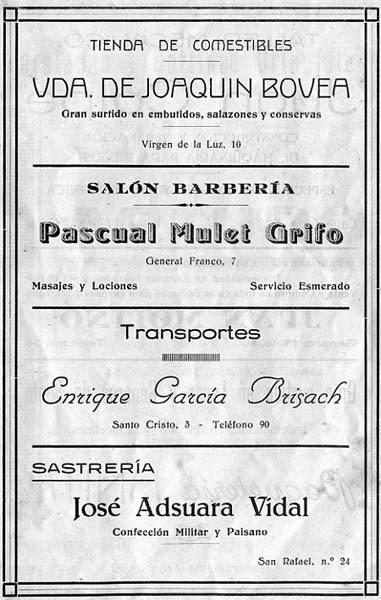 TIENDA DE COMESTIBLES
VDA. DE JOAQUIN BOVEA
Gran surtido en embutidos, salazones y conservas
Virgen de la Luz, 10
SALÓN BARBERÍA
Pascual Mulet Grifo
General Franco, 7
Masajes y Lociones Servicio Esmerado
Transportes
Enrique García Brisach
Santo Cristo, 3 - Teléfono 90
SASTRERÍA
José Adsuara Vidal
Confección Militar y Paisano
San Rafael, n.º 24